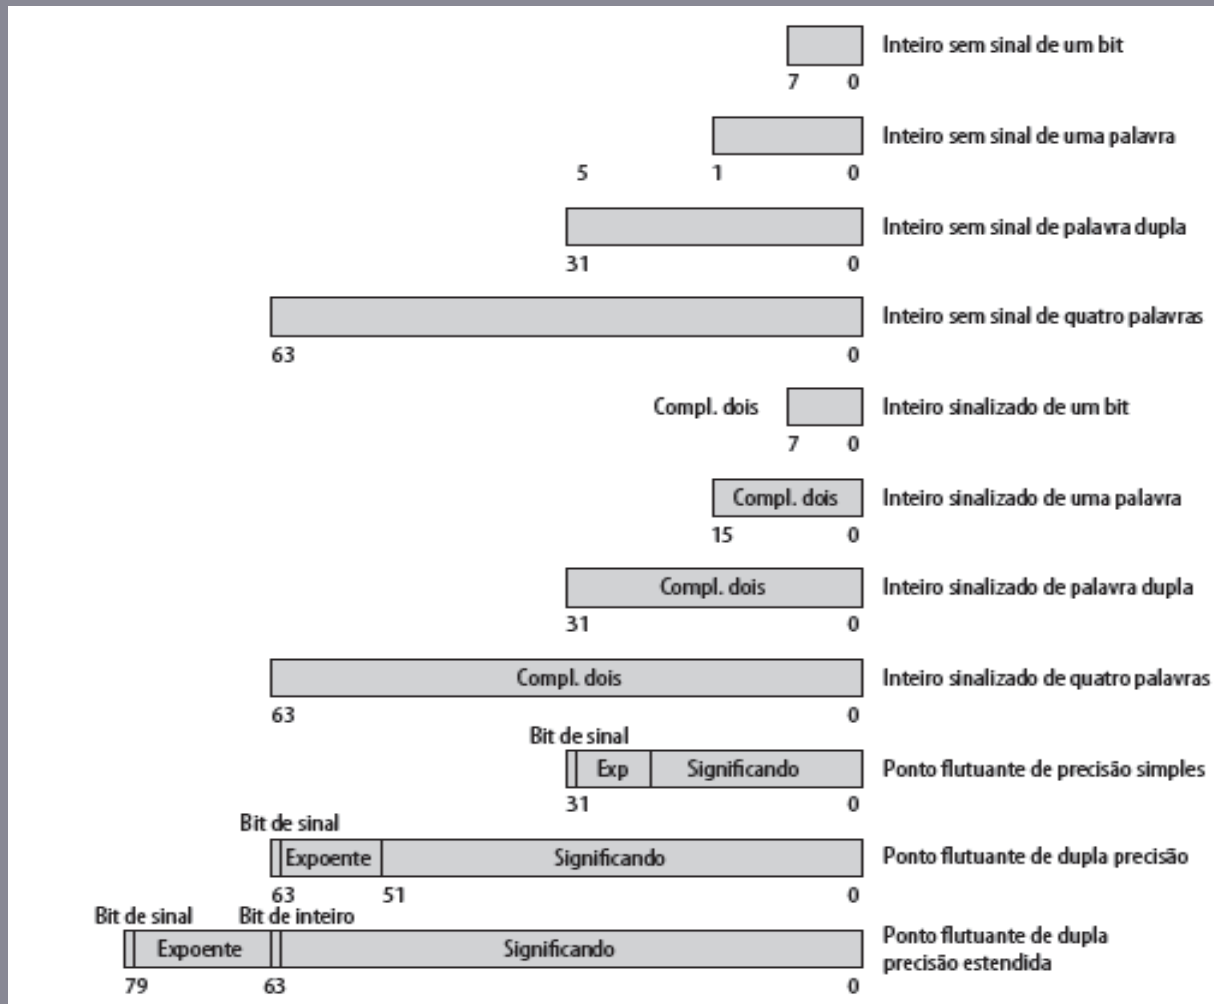 Inteiro sem sinal de um bit
7 0
Inteiro sem sinal de uma palavra
5 1 0
Inteiro sem sinal de palavra dupla
31 0
Inteiro sem sinal de quatro palavras
63 0
Compl. dois Inteiro sinalizado de um bit
7 0
Compl. dois Inteiro sinalizado de uma palavra
15 0
Compl. dois Inteiro sinalizado de palavra dupla
31 0
Compl. dois Inteiro sinalizado de quatro palavras
63 0
Bit de sinal
Exp Significando Ponto flutuante de precisão simples
31 0
Bit de sinal
Expoente Significando Ponto flutuante de dupla precisão
63 51 0
Bit de sinal Bit de inteiro
Expoente Significando Ponto flutuante de dupla
precisão estendida
79 63 0